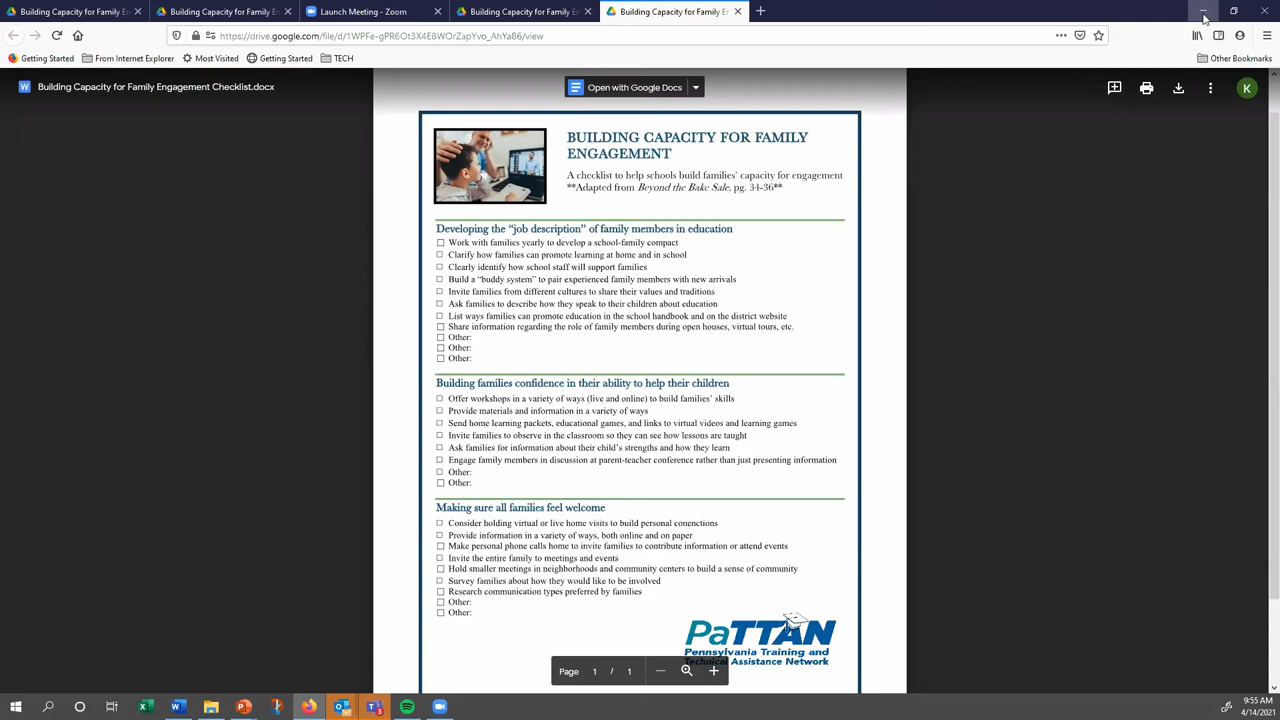 Building Capacity for Family En
Building Capacity for Family En
Launch Meeting - Zoom
Building Capacity for Family En
Building Capacity for Family En
https://drive.google.com/file/d/1WPFe-gPR6Ot3X4E8WOrZapYvo_AhYa86/view
Getting Started
From Internet Explorer
Most Visited
Getting Started
TECH
Other Bookmarks
Building Capacity for Family Engagement Checklist.docx
Open with Google Docs
K
BUILDING CAPACITY FOR FAMILY
ENGAGEMENT
A checklist to help schools build families' capacity for engagement
**Adapted from Beyond the Bake Sale, pg. 34-36**
Developing the “job description” of family members in education
Work with families yearly to develop a school-family compact
Clarify how families can promote learning at home and in school
Clearly identify how school staff will support families
Build a “buddy system” to pair experienced family members with new arrivals
Invite families from different cultures to share their values and traditions
Ask families to describe how they speak to their children about education
List ways families can promote education in the school handbook and on the district website
Share information regarding the role of family members during open houses, virtual tours, etc.
Other:
Other:
Other:
Building families confidence in their ability to help their children
Offer workshops in a variety of ways (live and online) to build families’ skills
Provide materials and information in a variety of ways
Send home learning packets, educational games, and links to virtual videos and learning games
Invite families to observe in the classroom so they can see how lessons are taught
Ask families for information about their child’s strengths and how they learn
Engage family members in discussion at parent-teacher conference rather than just presenting information
Other:
Other:
Making sure all families feel welcome
Consider holding virtual or live home visits to build personal conenctions
Provide information in a variety of ways, both online and on paper
Make personal phone calls home to invite families to contribute information or attend events
Invite the entire family to meetings and events
Hold smaller meetings in neighborhoods and community centers to build a sense of community
Survey families about how they would like to be involved
Research communication types preferred by families
Other:
Other:
PaTTAN
Pennsylvania Training and
Technical Assistance Network
Page 1 / 1
9:55 AM
4/14/2021